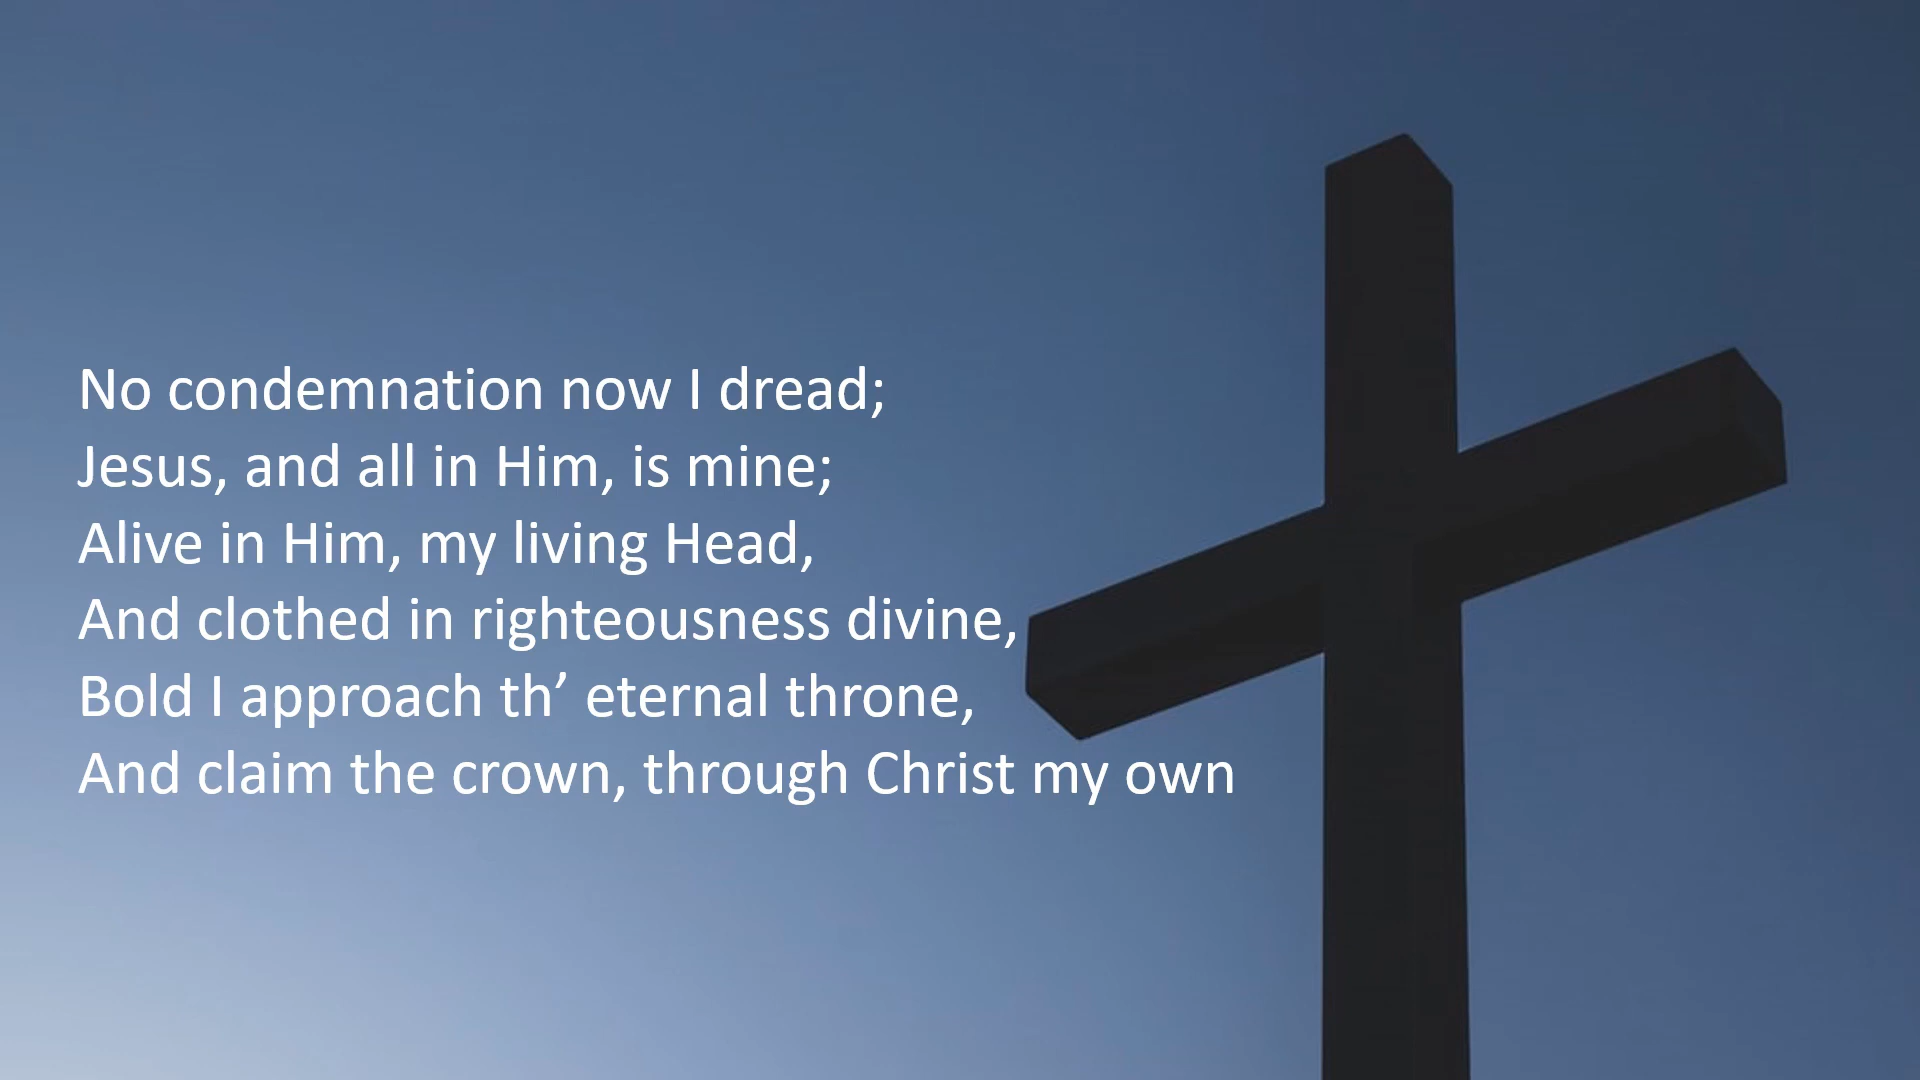 No condemnation now I dread;
Jesus, and all in Him, is mine;
Alive in Him, my living Head,
And clothed in righteousness divine,
Bold I approach th’ eternal throne,
And claim the crown, through Christ my own